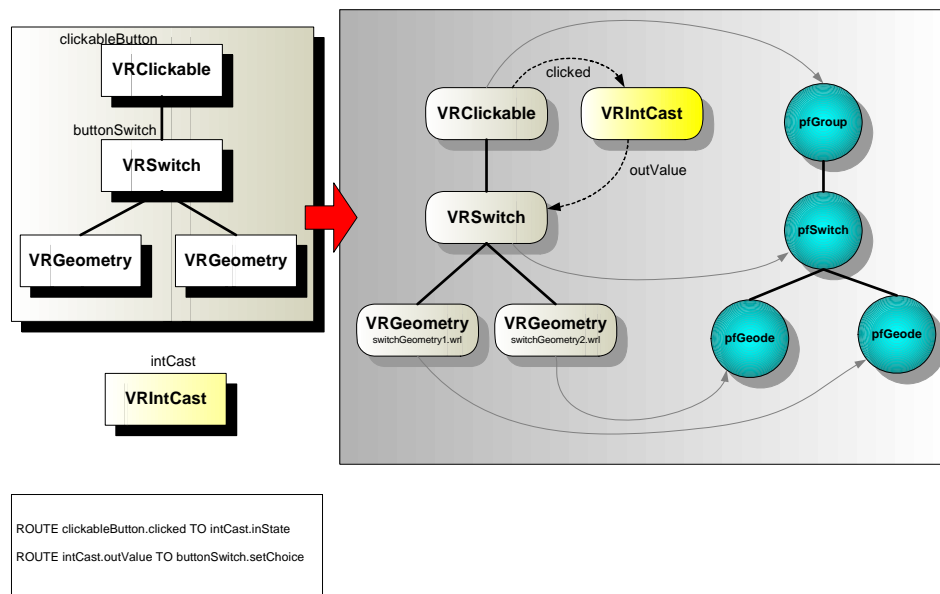 clickableButton
VRClickable
buttonSwitch
VRSwitch
VRGeometry
VRGeometry
intCast
VRIntCast
ROUTE clickableButton.clicked TO intCast.inState
ROUTE intCast.outValue TO buttonSwitch.setChoice
clicked
VRClickable
VRIntCast
outValue
VRSwitch
VRGeometry
switchGeometry1.wrl
VRGeometry
switchGeometry2.wrl
pfGroup
pfSwitch
pfGeode
pfGeode